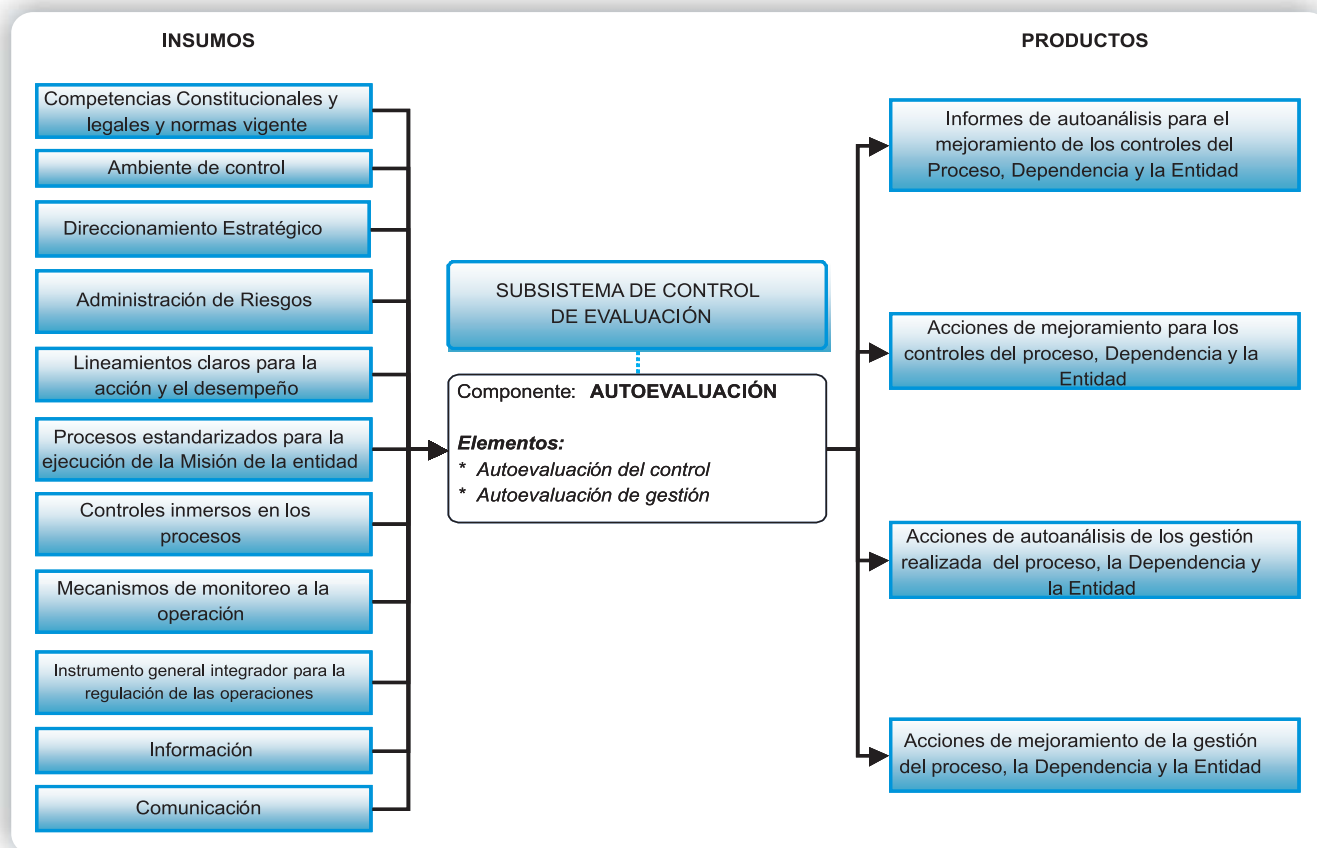 INSUMOS
Competencias Constitucionales y
legales y normas vigente
Ambiente de control
Direccionamiento Estratégico
Administración de Riesgos
Lineamientos claros para la
acción y el desempeño
Procesos estandarizados para la
ejecución de la Misión de la entidad
Controles inmersos en los
procesos
Mecanismos de monitoreo a la
operación
Instrumento general integrador para la
regulación de las operaciones
Información
Comunicación
SUBSISTEMA DE CONTROL
DE EVALUACIÓN
Componente: AUTOEVALUACIÓN
Elementos:
* Autoevaluación del control
* Autoevaluación de gestión
PRODUCTOS
Informes de autoanálisis para el
mejoramiento de los controles del
Proceso, Dependencia y la Entidad
Acciones de mejoramiento para los
controles del proceso, Dependencia y la
Entidad
Acciones de autoanálisis de los gestión
realizada del proceso, la Dependencia y
la Entidad
Acciones de mejoramiento de la gestión
del proceso, la Dependencia y la Entidad